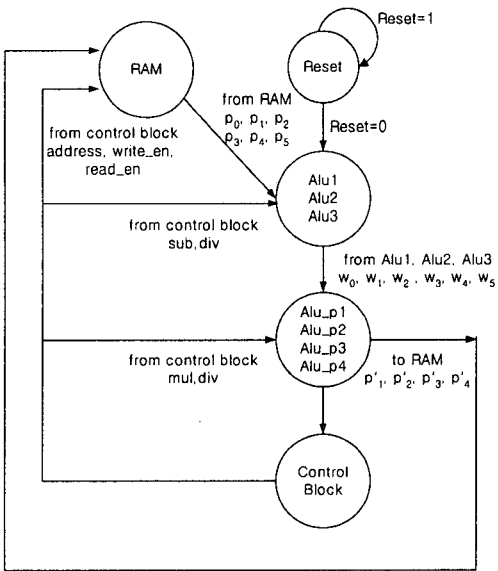 Reset=1
RAM
Reset
from RAM
p₀, p₁, p₂
p₃, p₄, p₅
Reset=0
from control block
address, write_en,
read_en
Alu1
Alu2
Alu3
from control block
sub,div
from Alu1, Alu2, Alu3
w₀, w₁, w₂, w₃, w₄, w₅
Alu_p1
Alu_p2
Alu_p3
Alu_p4
from control block
mul,div
to RAM
p'₁, p'₂, p'₃, p'₄
Control
Block